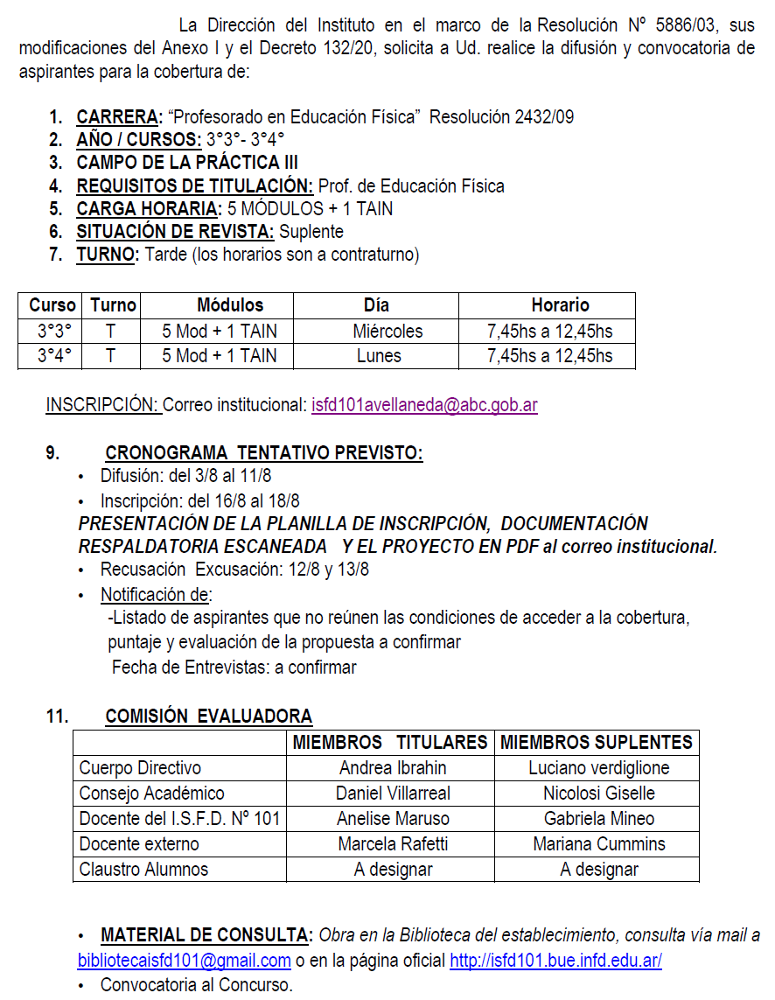 La Dirección del Instituto en el marco de la Resolución Nº 5886/03, sus
modificaciones del Anexo I y el Decreto 132/20, solicita a Ud. realice la difusión y convocatoria de
aspirantes para la cobertura de:
1. CARRERA: “Profesorado en Educación Física” Resolución 2432/09
2. AÑO / CURSOS: 3°3°- 3°4°
3. CAMPO DE LA PRÁCTICA III
4. REQUISITOS DE TITULACIÓN: Prof. de Educación Física
5. CARGA HORARIA: 5 MÓDULOS + 1 TAIN
6. SITUACIÓN DE REVISTA: Suplente
7. TURNO: Tarde (los horarios son a contraturno)
Curso Turno Módulos Día Horario
3°3° T 5 Mod + 1 TAIN Miércoles 7,45hs a 12,45hs
3°4° T 5 Mod + 1 TAIN Lunes 7,45hs a 12,45hs
INSCRIPCIÓN: Correo institucional: isfd101avellaneda@abc.gob.ar
9. CRONOGRAMA TENTATIVO PREVISTO:
• Difusión: del 3/8 al 11/8
• Inscripción: del 16/8 al 18/8
PRESENTACIÓN DE LA PLANILLA DE INSCRIPCIÓN, DOCUMENTACIÓN
RESPALDATORIA ESCANEADA Y EL PROYECTO EN PDF al correo institucional.
• Recusación Excusación: 12/8 y 13/8
• Notificación de:
-Listado de aspirantes que no reúnen las condiciones de acceder a la cobertura,
puntaje y evaluación de la propuesta a confirmar
Fecha de Entrevistas: a confirmar
11. COMISIÓN EVALUADORA
MIEMBROS TITULARES MIEMBROS SUPLENTES
Cuerpo Directivo Andrea Ibrahin Luciano verdiglione
Consejo Académico Daniel Villarreal Nicolosi Giselle
Docente del I.S.F.D. Nº 101 Anelise Maruso Gabriela Mineo
Docente externo Marcela Rafetti Mariana Cummins
Claustro Alumnos A designar A designar
• MATERIAL DE CONSULTA: Obra en la Biblioteca del establecimiento, consulta vía mail a
bibliotecaisfd101@gmail.com o en la página oficial http://isfd101.bue.infd.edu.ar/
• Convocatoria al Concurso.